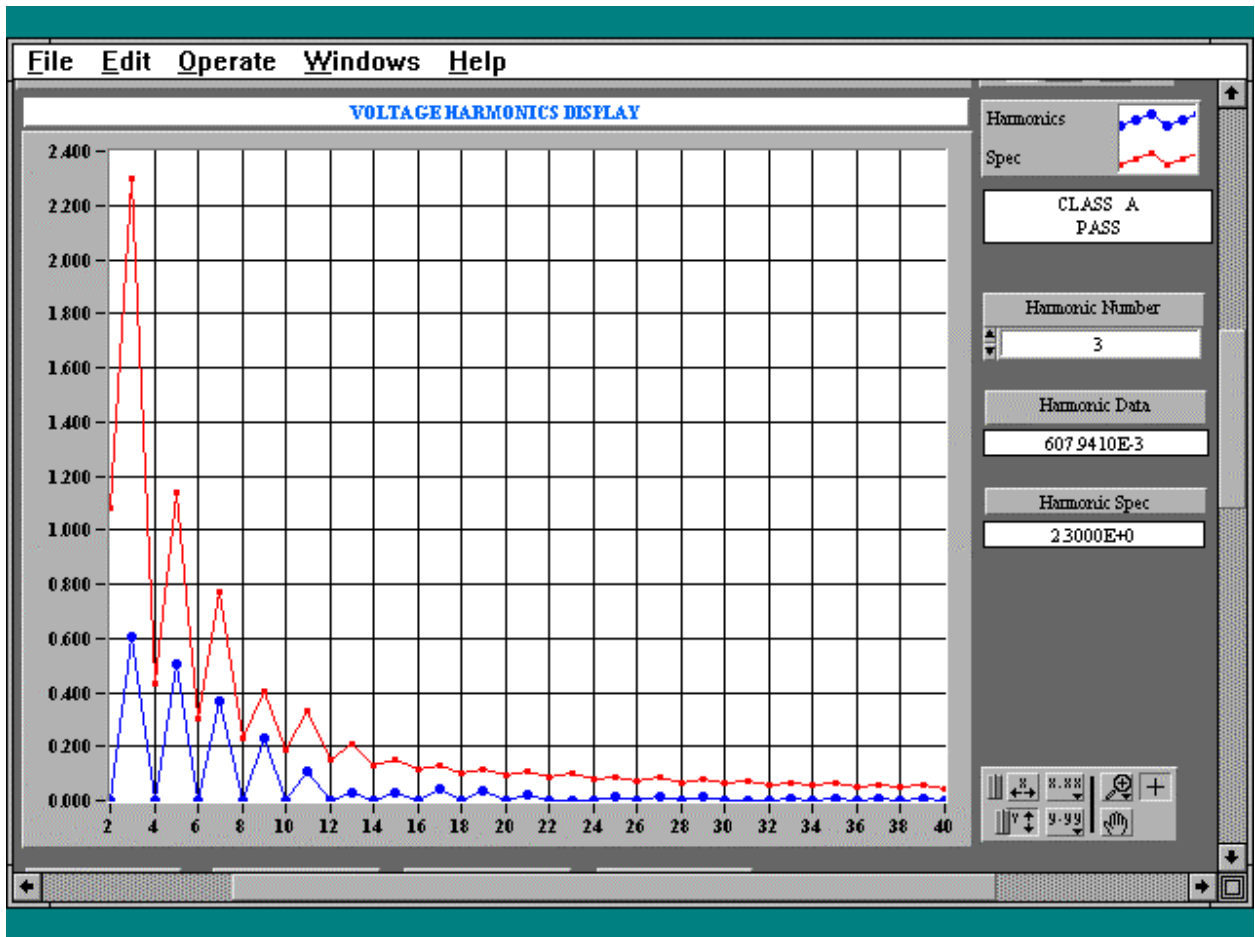 File Edit Operate Windows Help
VOLTAGE HARMONICS DISPLAY
2.400
2.200
2.000
1.800
1.600
1.400
1.200
1.000
0.800
0.600
0.400
0.200
0.000
2 4 6 8 10 12 14 16 18 20 22 24 26 28 30 32 34 36 38 40
Harmonics
Spec
CLASS A
PASS
Harmonic Number
3
Harmonic Data
607.9410E-3
Harmonic Spec
2.3000E+0
X X.XX
Y Y.YY